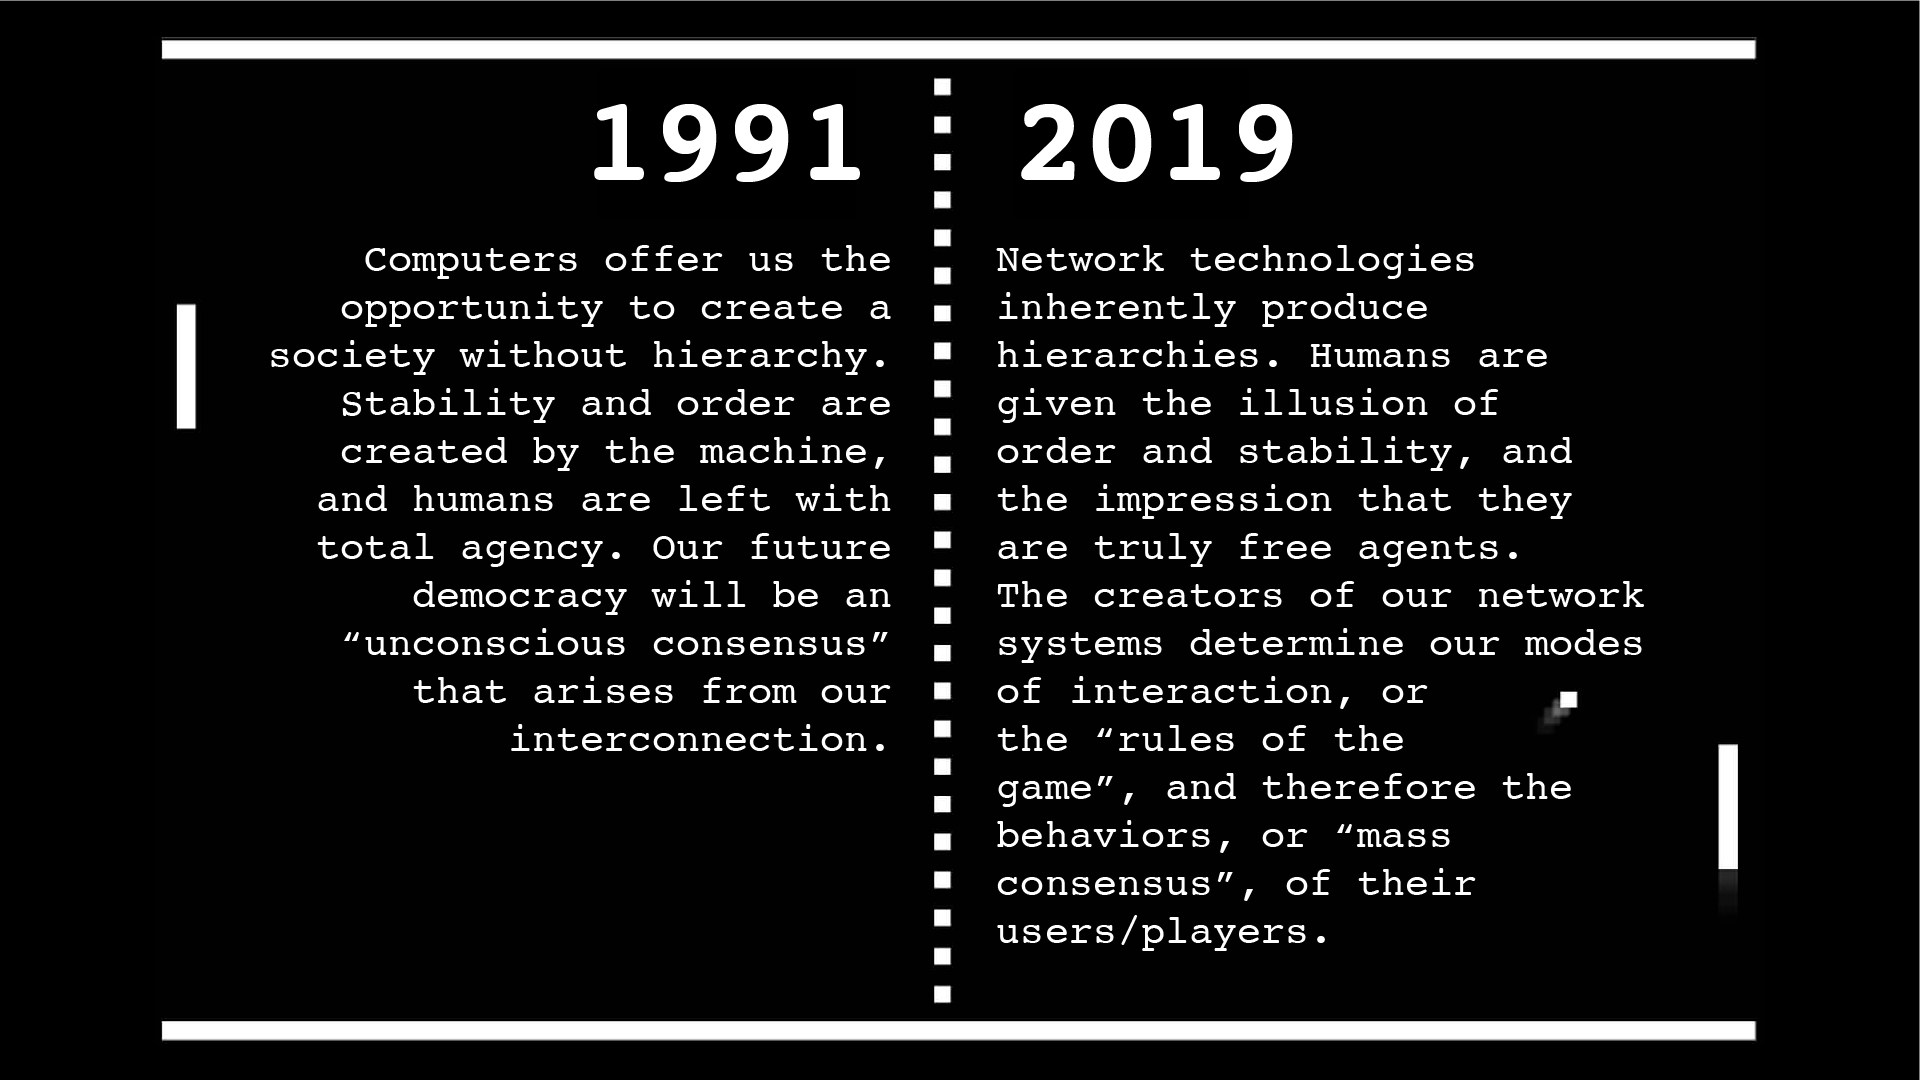 1991
Computers offer us the
opportunity to create a
society without hierarchy.
Stability and order are
created by the machine,
and humans are left with
total agency. Our future
democracy will be an
“unconscious consensus”
that arises from our
interconnection.
2019
Network technologies
inherently produce
hierarchies. Humans are
given the illusion of
order and stability, and
the impression that they
are truly free agents.
The creators of our network
systems determine our modes
of interaction, or
the “rules of the
game”, and therefore the
behaviors, or “mass
consensus”, of their
users/players.